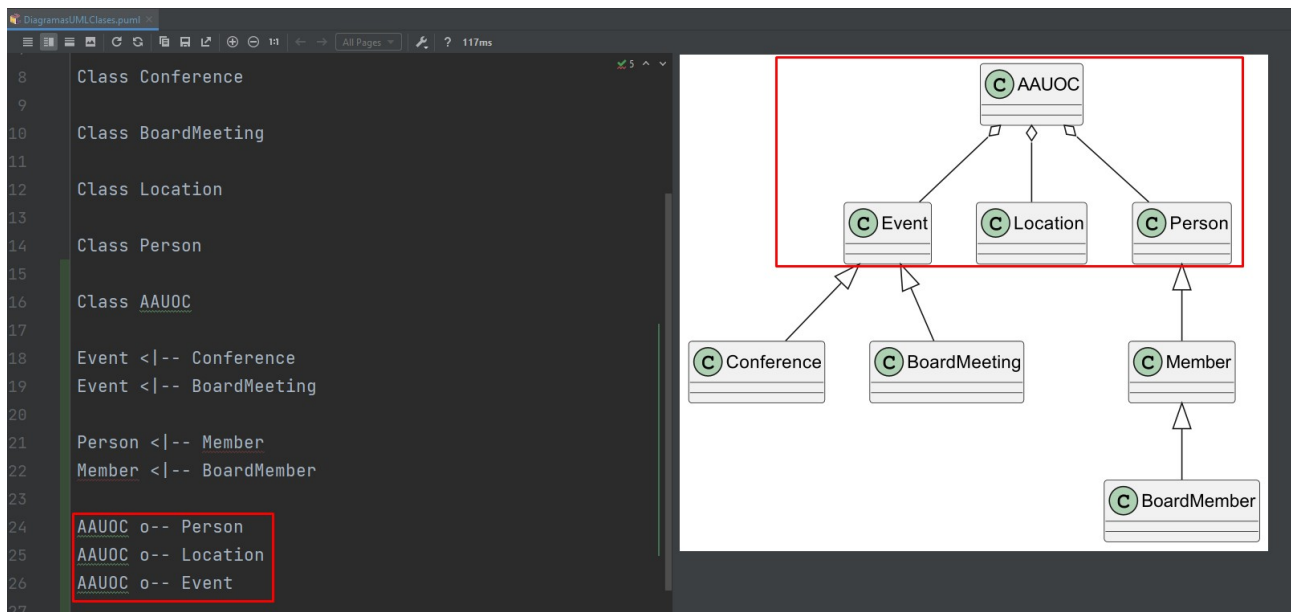 DiagramasUMLClases.puml
1:1 All Pages ? 117ms
5
8 Class Conference
9
10 Class BoardMeeting
11
12 Class Location
13
14 Class Person
15
16 Class AAUOC
17
18 Event <|-- Conference
19 Event <|-- BoardMeeting
20
21 Person <|-- Member
22 Member <|-- BoardMember
23
24 AAUOC o-- Person
25 AAUOC o-- Location
26 AAUOC o-- Event
27
C AAUOC
C Event C Location C Person
C Conference C BoardMeeting C Member
C BoardMember